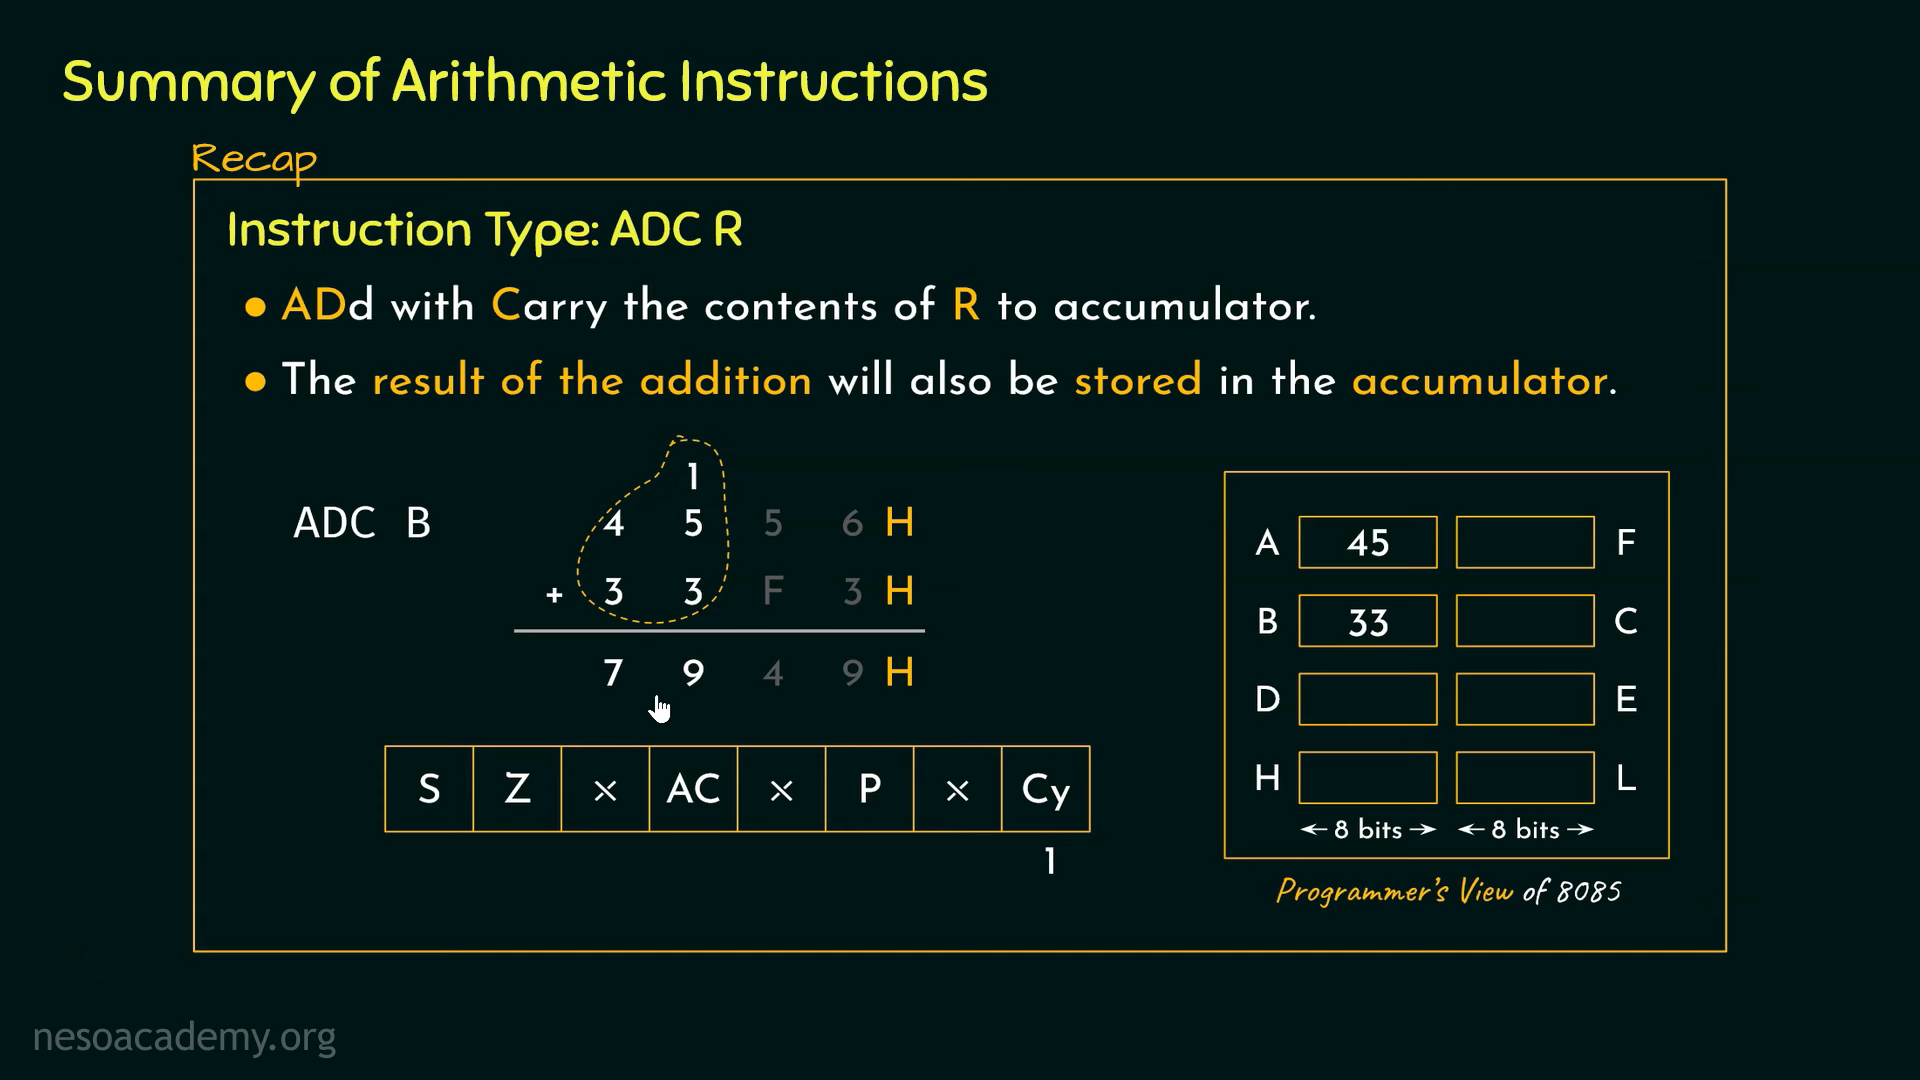 Summary of Arithmetic Instructions
Recap
Instruction Type: ADC R
● ADd with Carry the contents of R to accumulator.
● The result of the addition will also be stored in the accumulator.
1
ADC B 4 5 5 6 H
+ 3 3 F 3 H
7 9 4 9 H
S Z × AC × P × Cy
1
A 45 F
B 33 C
D E
H L
← 8 bits → ← 8 bits →
Programmer's View of 8085
nesoacademy.org